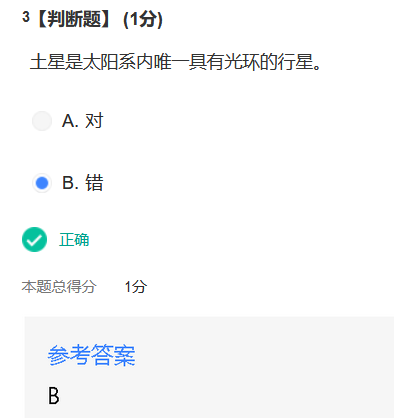 3【判断题】 (1分)
土星是太阳系内唯一具有光环的行星。
A. 对
B. 错
正确
本题总得分 1分
参考答案
B